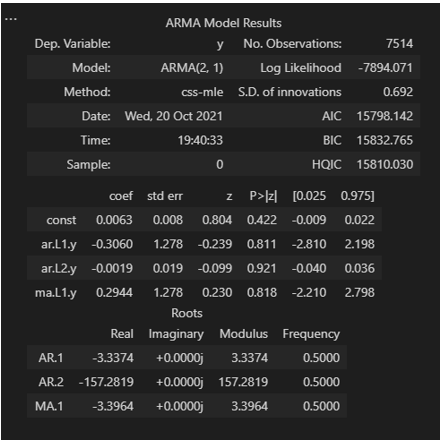 ...
ARMA Model Results
Dep. Variable: y No. Observations: 7514
Model: ARMA(2, 1) Log Likelihood -7894.071
Method: css-mle S.D. of innovations 0.692
Date: Wed, 20 Oct 2021 AIC 15798.142
Time: 19:40:33 BIC 15832.765
Sample: 0 HQIC 15810.030
coef std err z P>|z| [0.025 0.975]
const 0.0063 0.008 0.804 0.422 -0.009 0.022
ar.L1.y -0.3060 1.278 -0.239 0.811 -2.810 2.198
ar.L2.y -0.0019 0.019 -0.099 0.921 -0.040 0.036
ma.L1.y 0.2944 1.278 0.230 0.818 -2.210 2.798
Roots
Real Imaginary Modulus Frequency
AR.1 -3.3374 +0.0000j 3.3374 0.5000
AR.2 -157.2819 +0.0000j 157.2819 0.5000
MA.1 -3.3964 +0.0000j 3.3964 0.5000